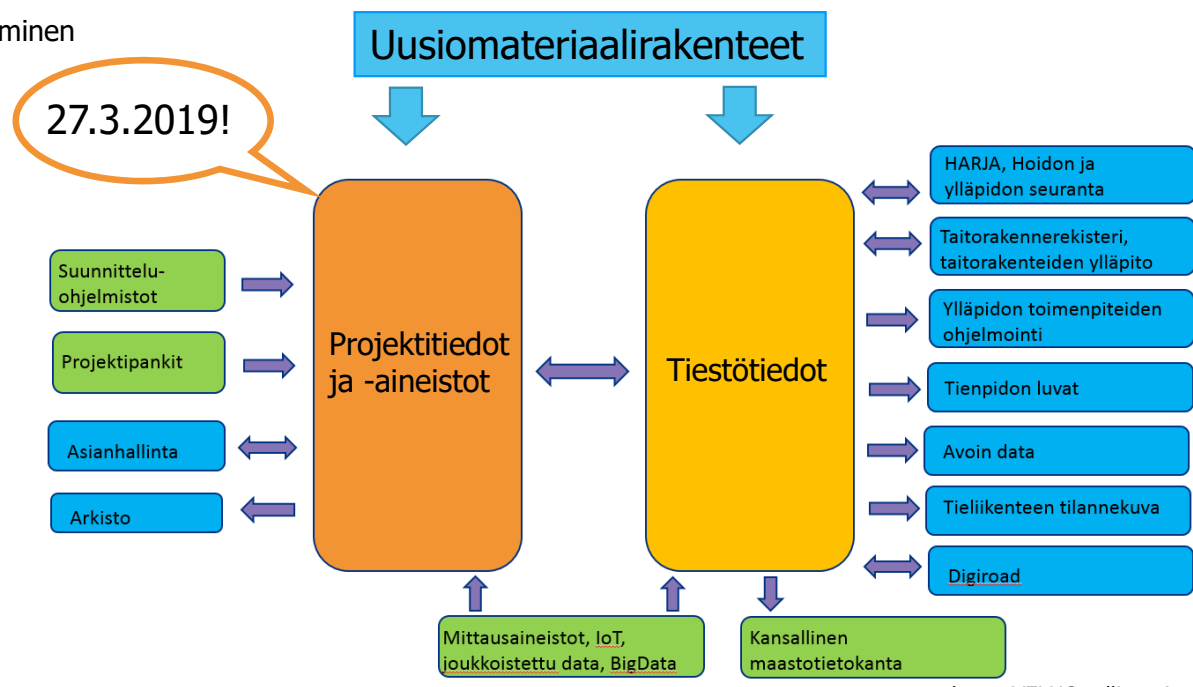 minen
Uusiomateriaalirakenteet
27.3.2019!
Suunnittelu-
ohjelmistot
Projektipankit
Asianhallinta
Arkisto
Projektitiedot
ja -aineistot
Tiestötiedot
HARJA, Hoidon ja
ylläpidon seuranta
Taitorakennerekisteri,
taitorakenteiden ylläpito
Ylläpidon toimenpiteiden
ohjelmointi
Tienpidon luvat
Avoin data
Tieliikenteen tilannekuva
Digiroad
Mittausaineistot, IoT,
joukkoistettu data, BigData
Kansallinen
maastotietokanta